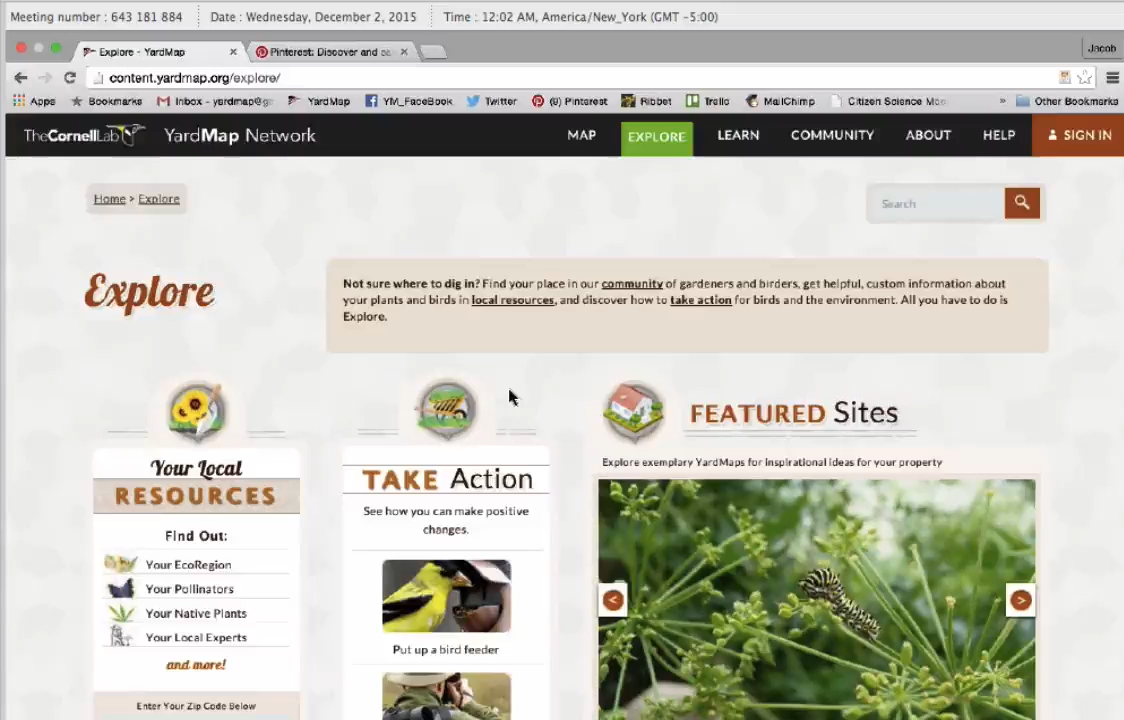 Meeting number: 643 181 884 Date: Wednesday, December 2, 2015 Time: 12:02 AM, America/New_York (GMT -5:00)
Explore - YardMap
Pinterest: Discover and
Jacob
content.yardmap.org/explore/
Apps Bookmarks Inbox - yardmap@g YardMap YM_FaceBook Twitter (0) Pinterest Ribbet Trello MailChimp Citizen Science » Other Bookmarks
TheCornellLab YardMap Network MAP EXPLORE LEARN COMMUNITY ABOUT HELP SIGN IN
Home > Explore
Search
Explore
Not sure where to dig in? Find your place in our community of gardeners and birders, get helpful, custom information about
your plants and birds in local resources, and discover how to take action for birds and the environment. All you have to do is
Explore.
Your Local
RESOURCES
Find Out:
Your EcoRegion
Your Pollinators
Your Native Plants
Your Local Experts
and more!
Enter Your Zip Code Below
TAKE Action
See how you can make positive
changes.
Put up a bird feeder
FEATURED Sites
Explore exemplary YardMaps for inspirational ideas for your property
< >